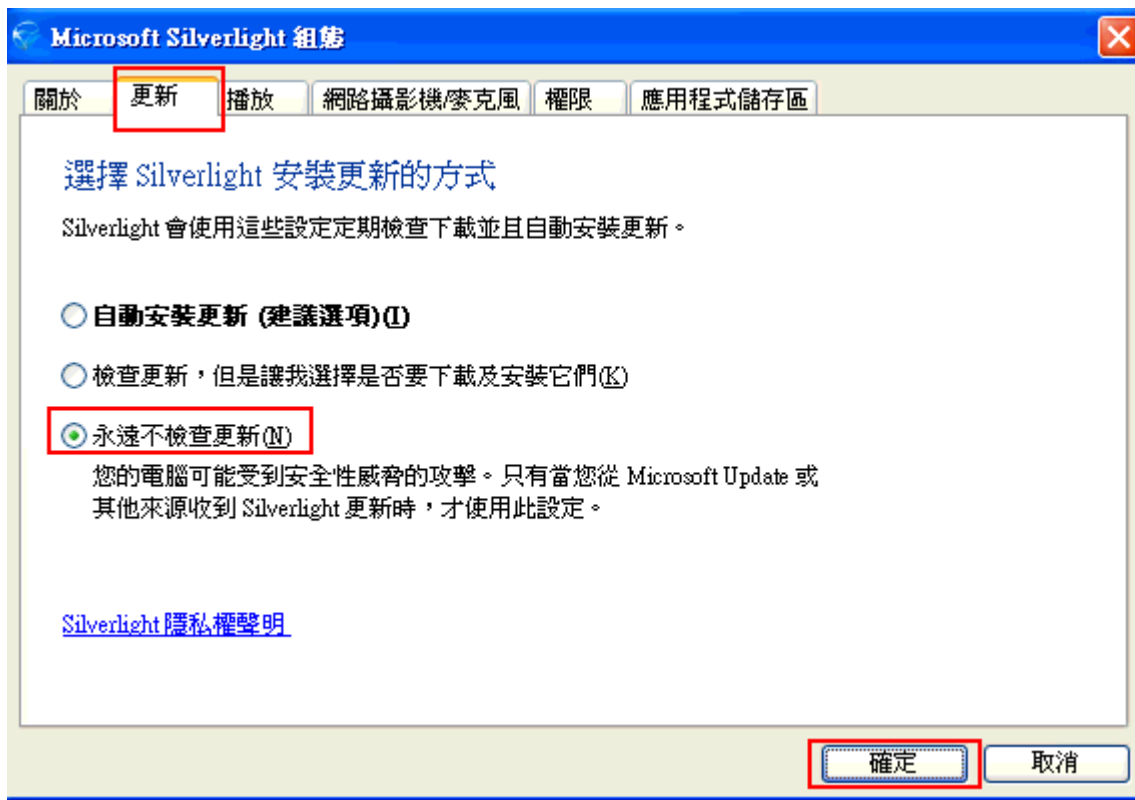 Microsoft Silverlight 組態
關於 更新 播放 網路攝影機/麥克風 權限 應用程式儲存區
選擇 Silverlight 安裝更新的方式
Silverlight 會使用這些設定定期檢查下載並且自動安裝更新。
自動安裝更新 (建議選項)(I)
檢查更新，但是讓我選擇是否要下載及安裝它們(K)
永遠不檢查更新(N)
您的電腦可能受到安全性威脅的攻擊。只有當您從 Microsoft Update 或
其他來源收到 Silverlight 更新時，才使用此設定。
Silverlight 隱私權聲明
確定 取消